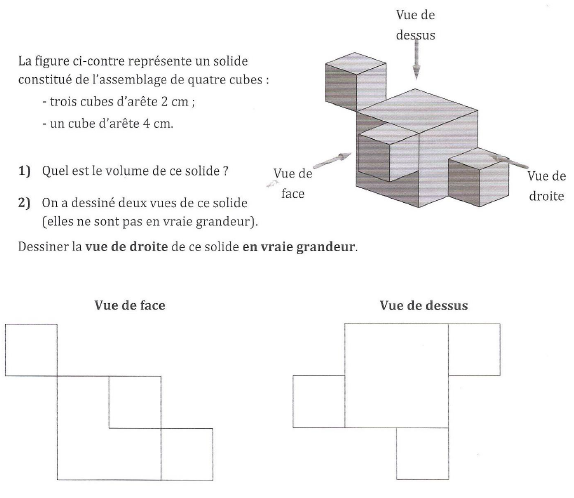 Vue de
dessus
La figure ci-contre représente un solide
constitué de l'assemblage de quatre cubes :
- trois cubes d'arête 2 cm ;
- un cube d'arête 4 cm.
1) Quel est le volume de ce solide ?
Vue de
face
Vue de
droite
2) On a dessiné deux vues de ce solide
(elles ne sont pas en vraie grandeur).
Dessiner la vue de droite de ce solide en vraie grandeur.
Vue de face
Vue de dessus